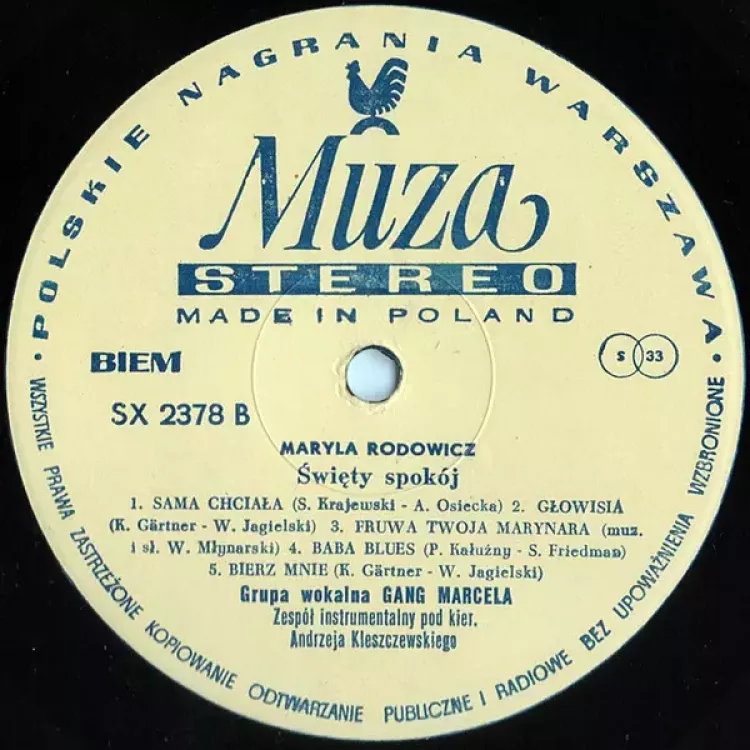 · POLSKIE NAGRANIA WARSZAWA ·
Muza
STEREO
MADE IN POLAND
BIEM
S 33
SX 2378 B
MARYLA RODOWICZ
Święty spokój
1. SAMA CHCIAŁA (S. Krajewski - A. Osiecka) 2. GŁOWISIA
(K. Gärtner - W. Jagielski) 3. FRUWA TWOJA MARYNARA (muz.
i sł. W. Młynarski) 4. BABA BLUES (P. Kałużny - S. Friedman)
5. BIERZ MNIE (K. Gärtner - W. Jagielski)
Grupa wokalna GANG MARCELA
Zespół instrumentalny pod kier.
Andrzeja Kleszczewskiego
WSZYSTKIE PRAWA ZASTRZEŻONE KOPIOWANIE ODTWARZANIE PUBLICZNE I RADIOWE BEZ UPOWAŻNIENIA WZBRONIONE